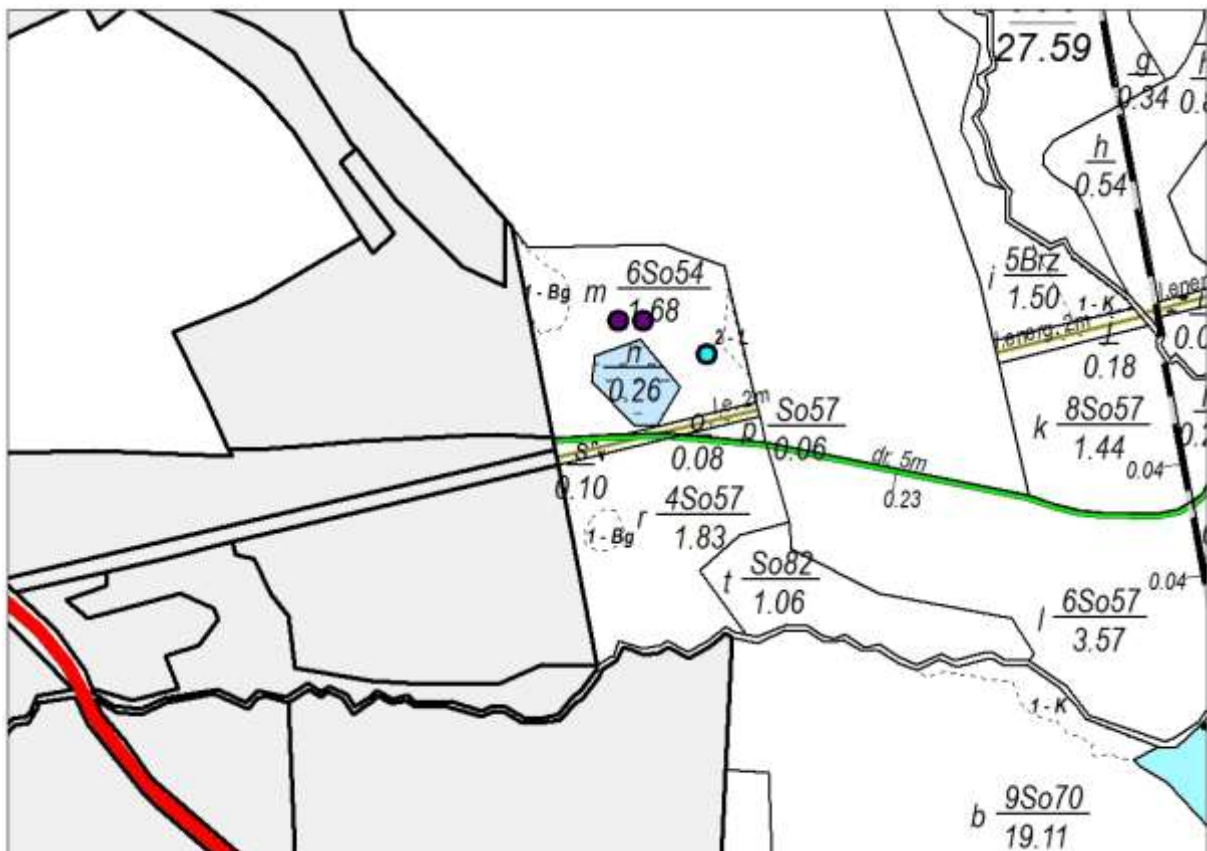 27.59
g
0.34
h
0.54
i 5Brz
1.50
1 - K
l.energ. 2m
0.18
m 6So54
1.68
1 - Bg
2 - L
n
0.26
l.e. 2m
o
0.08
p So57
0.06
k 8So57
1.44
0.04
dr. 5m
0.23
s
0.10
r 4So57
1.83
1 - Bg
t So82
1.06
0.04
l 6So57
3.57
1 - K
b 9So70
19.11